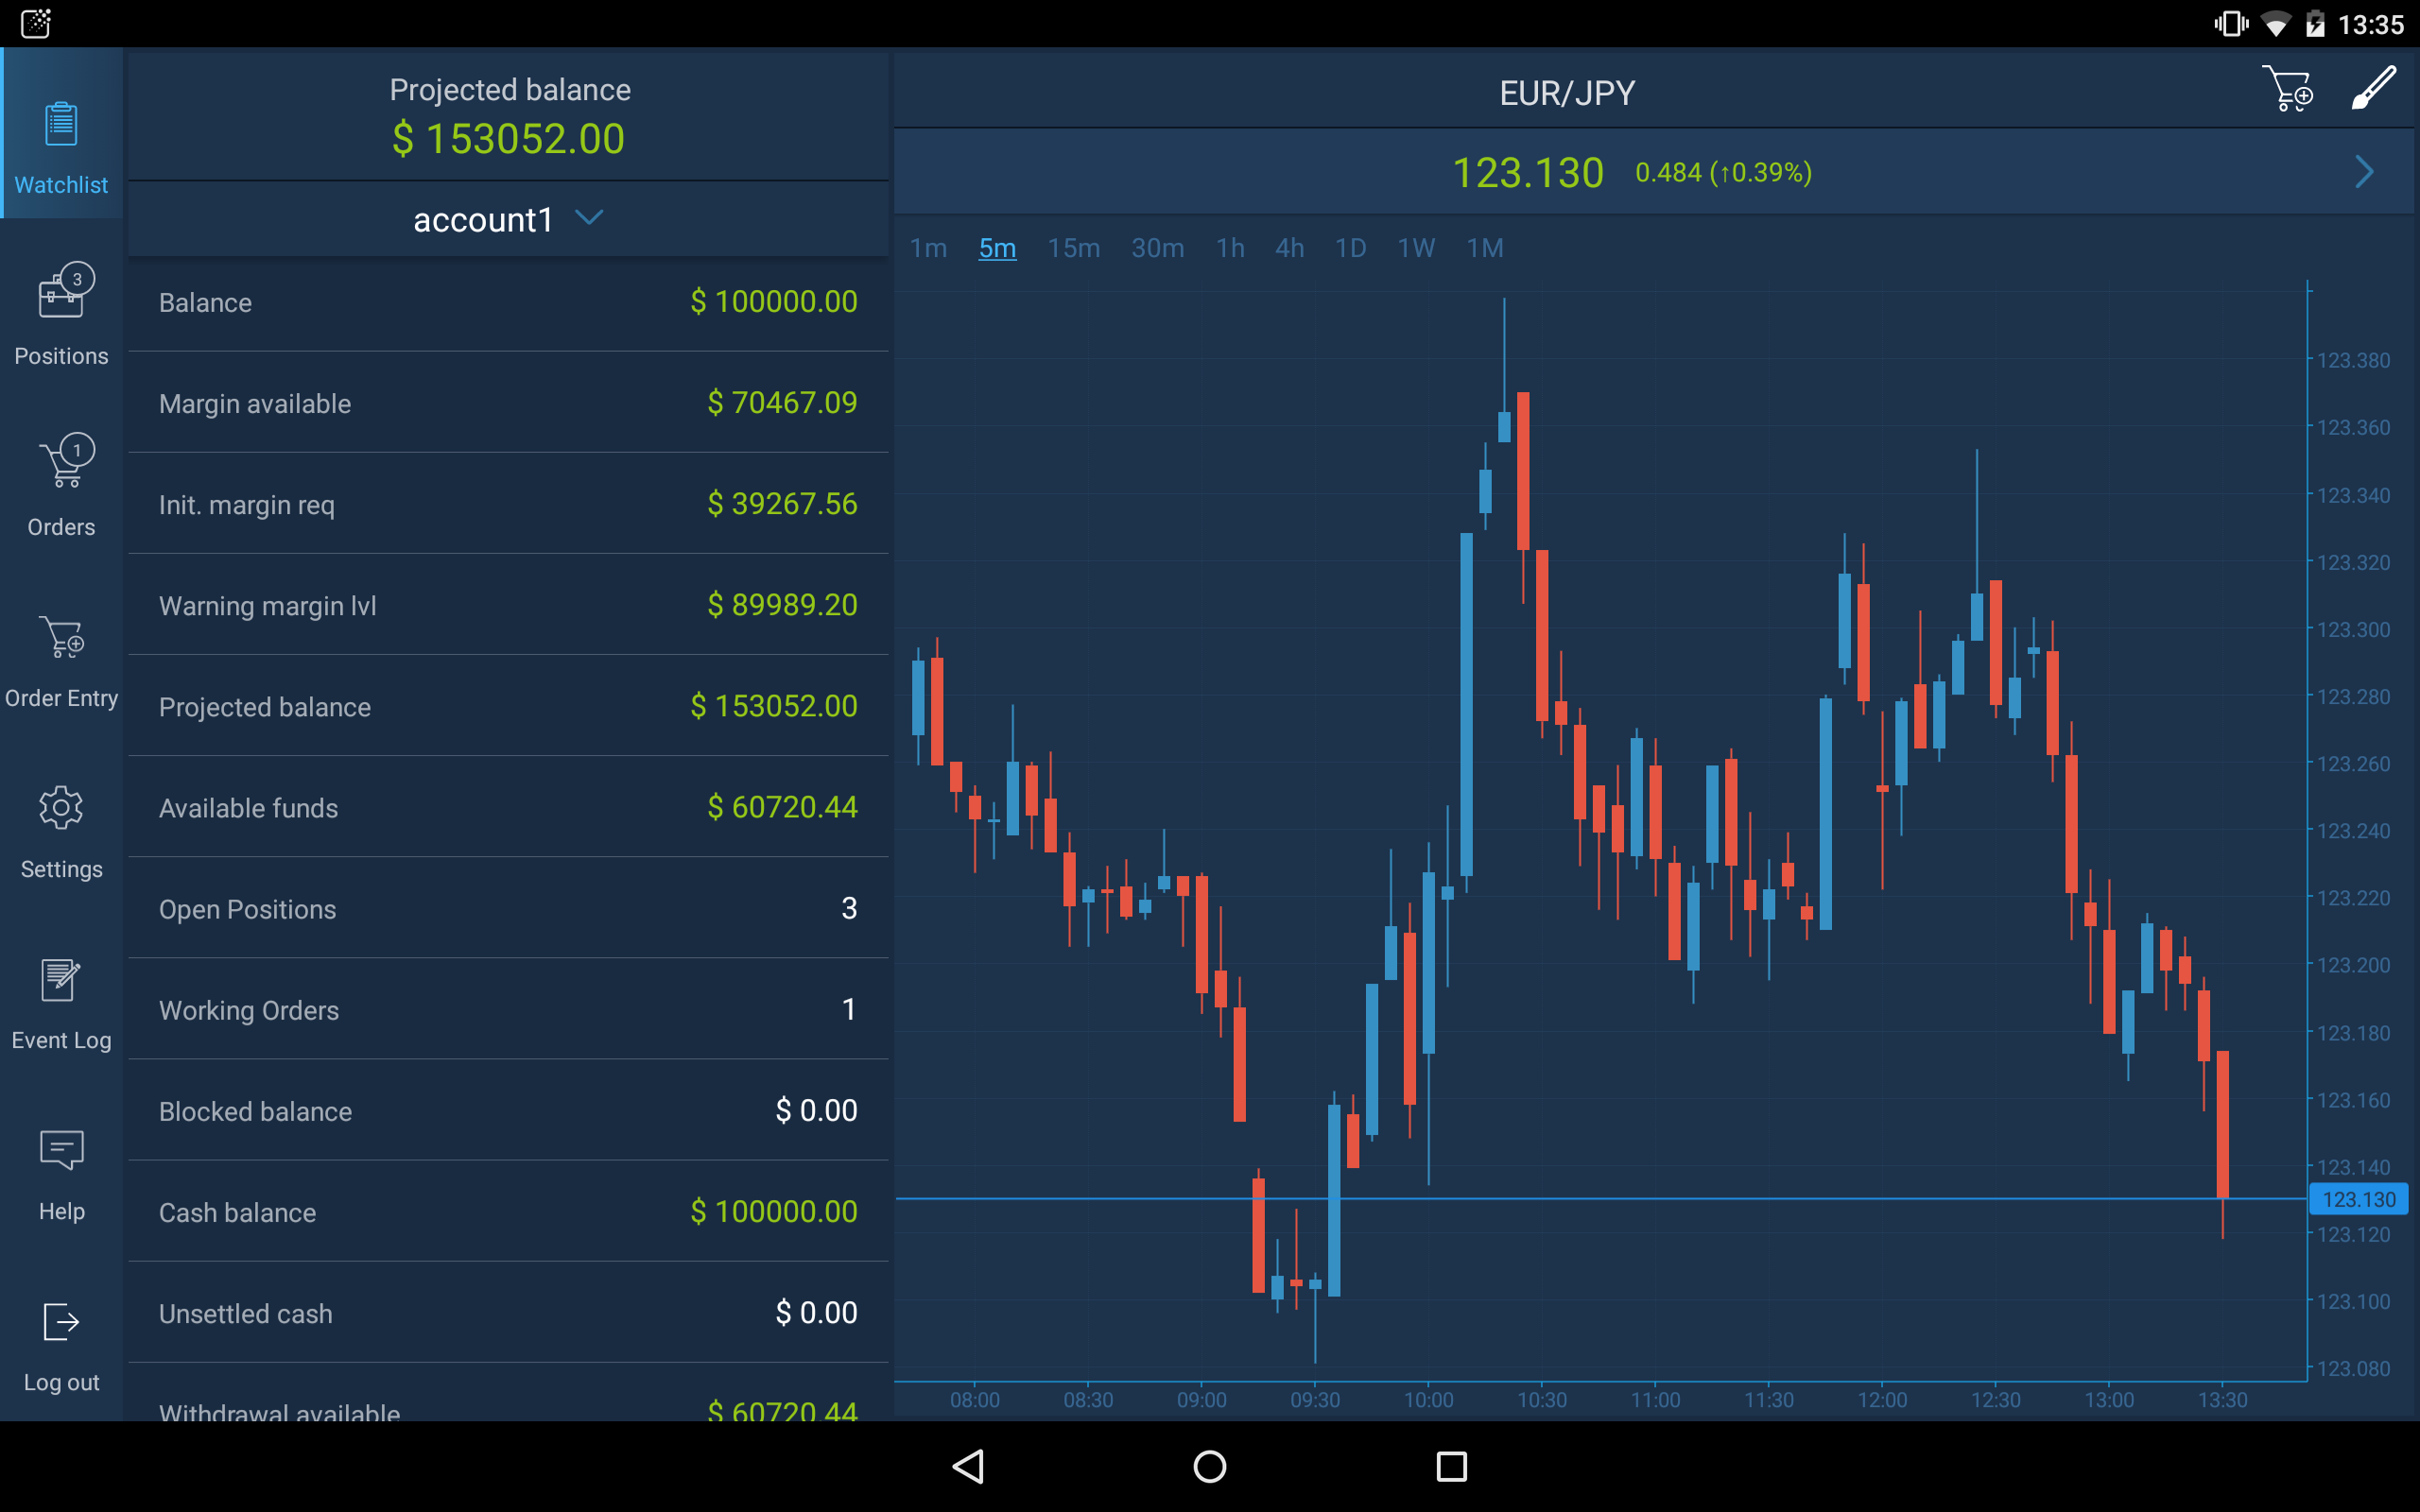 13:35
Watchlist
3
Positions
1
Orders
Order Entry
Settings
Event Log
Help
Log out
Projected balance
$ 153052.00
account1
Balance $ 100000.00
Margin available $ 70467.09
Init. margin req $ 39267.56
Warning margin lvl $ 89989.20
Projected balance $ 153052.00
Available funds $ 60720.44
Open Positions 3
Working Orders 1
Blocked balance $ 0.00
Cash balance $ 100000.00
Unsettled cash $ 0.00
Withdrawal available $ 60720.44
EUR/JPY
123.130 0.484 (↑0.39%)
1m 5m 15m 30m 1h 4h 1D 1W 1M
123.380
123.360
123.340
123.320
123.300
123.280
123.260
123.240
123.220
123.200
123.180
123.160
123.140
123.130
123.120
123.100
123.080
08:00 08:30 09:00 09:30 10:00 10:30 11:00 11:30 12:00 12:30 13:00 13:30